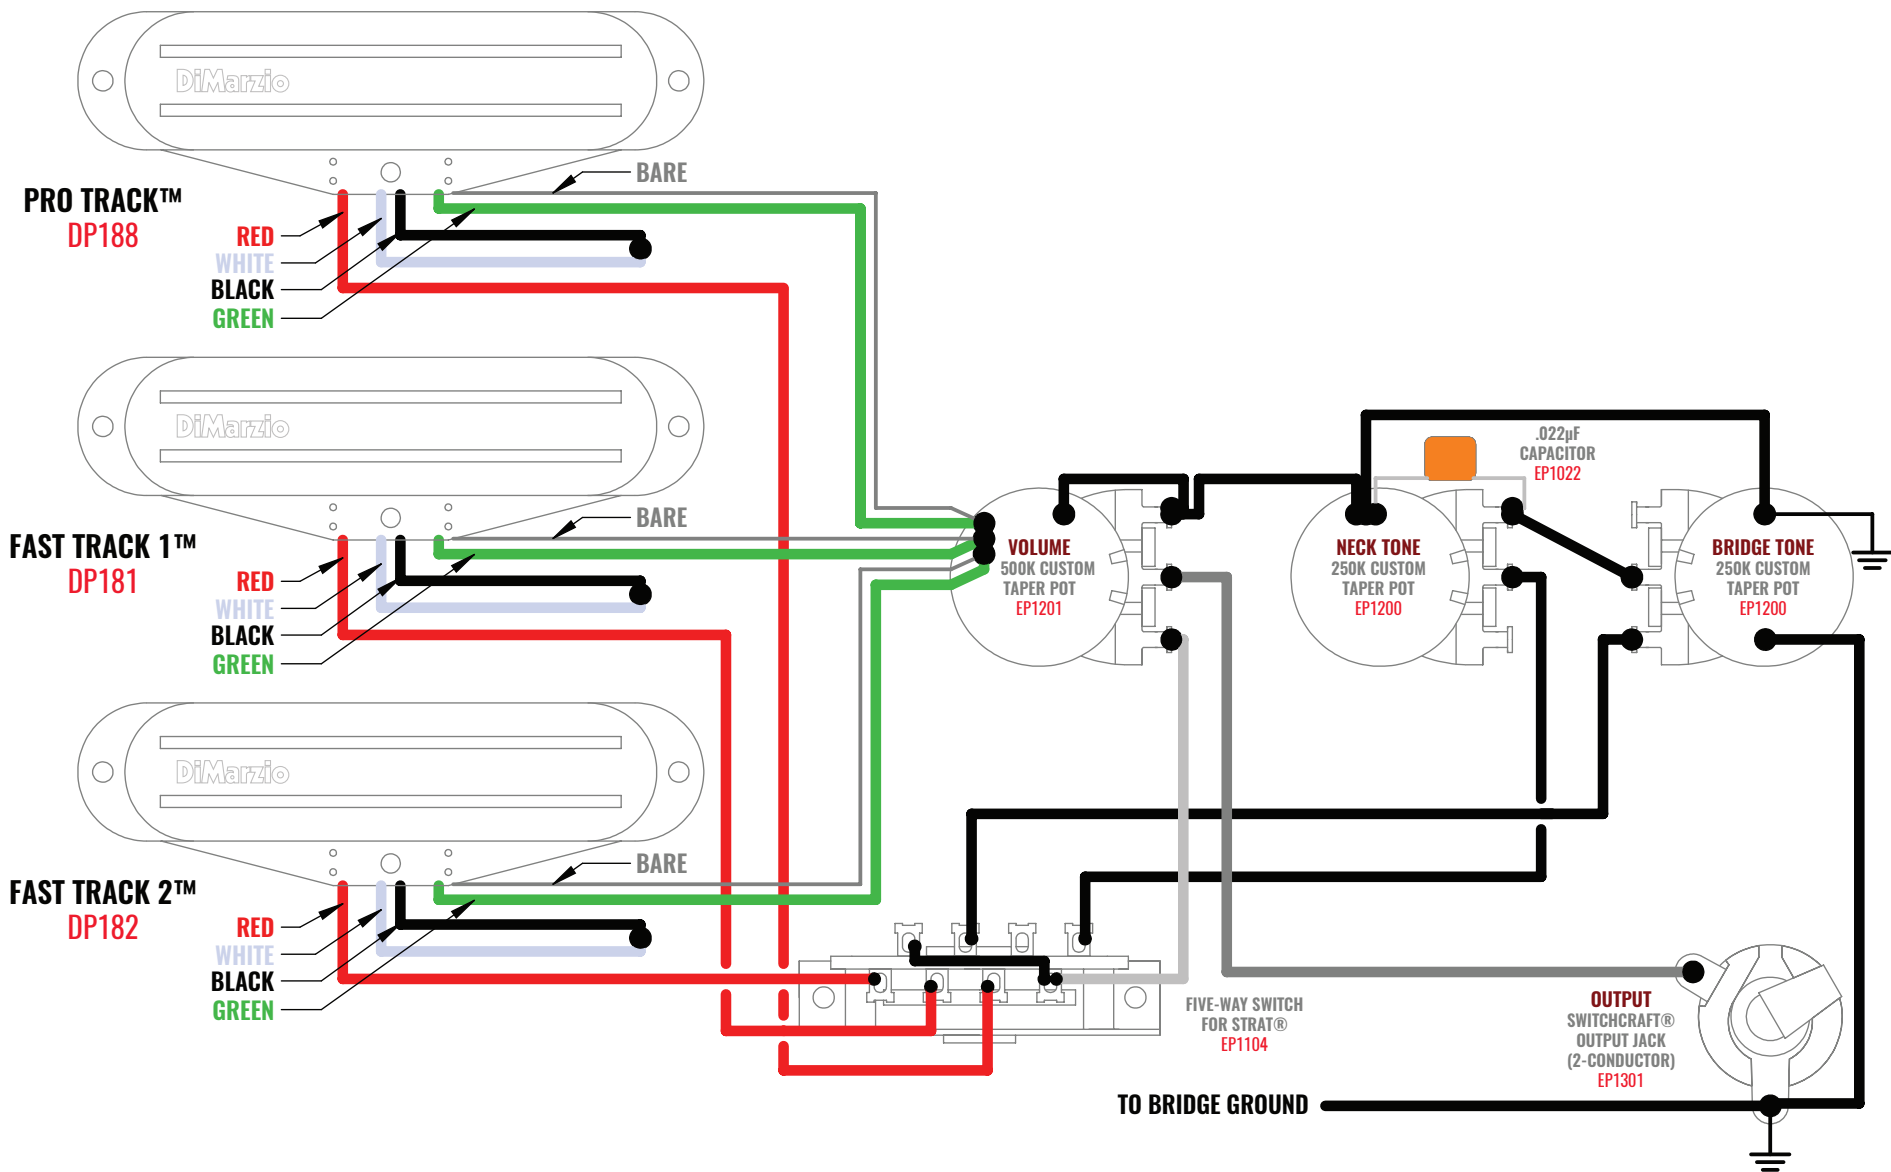 DiMarzio
BARE
PRO TRACK™
DP188
RED
WHITE
BLACK
GREEN
DiMarzio
BARE
FAST TRACK 1™
DP181
RED
WHITE
BLACK
GREEN
DiMarzio
BARE
FAST TRACK 2™
DP182
RED
WHITE
BLACK
GREEN
VOLUME
500K CUSTOM
TAPER POT
EP1201
NECK TONE
250K CUSTOM
TAPER POT
EP1200
.022µF
CAPACITOR
EP1022
BRIDGE TONE
250K CUSTOM
TAPER POT
EP1200
FIVE-WAY SWITCH
FOR STRAT®
EP1104
OUTPUT
SWITCHCRAFT®
OUTPUT JACK
(2-CONDUCTOR)
EP1301
TO BRIDGE GROUND